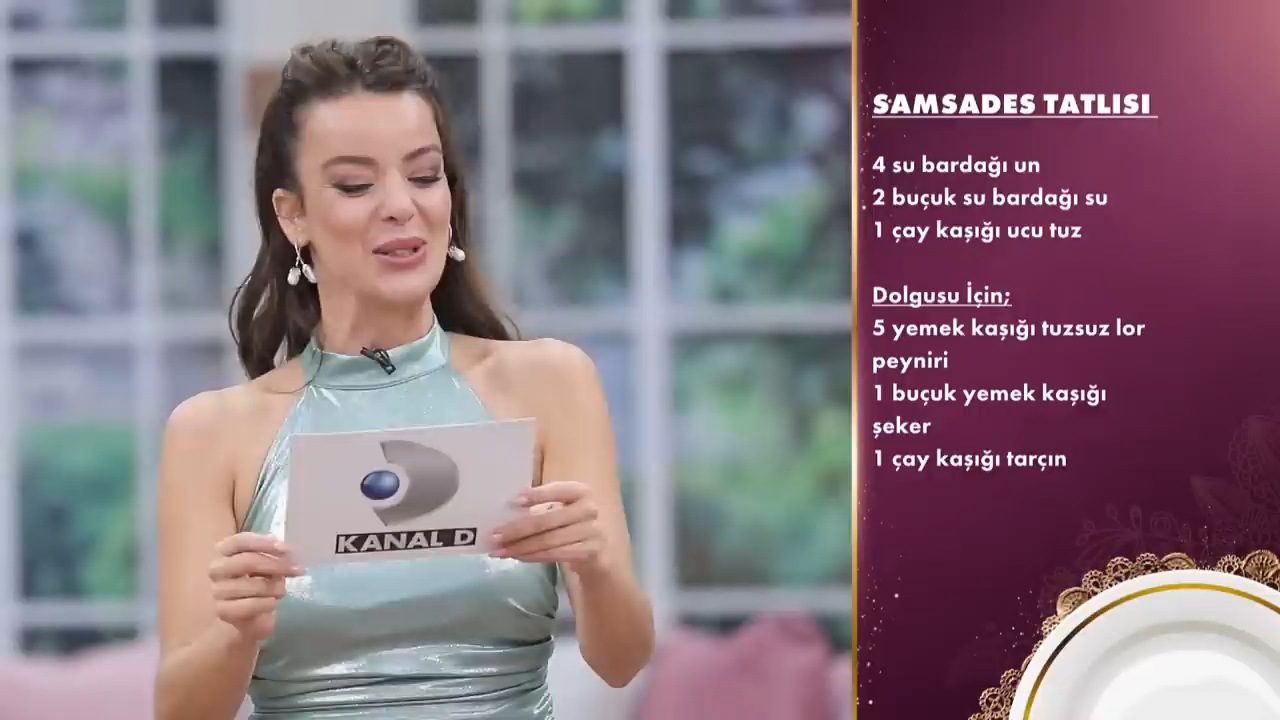 KANAL D
SAMSADES TATLISI
4 su bardağı un
2 buçuk su bardağı su
1 çay kaşığı ucu tuz
Dolgusu İçin;
5 yemek kaşığı tuzsuz lor
peyniri
1 buçuk yemek kaşığı
şeker
1 çay kaşığı tarçın